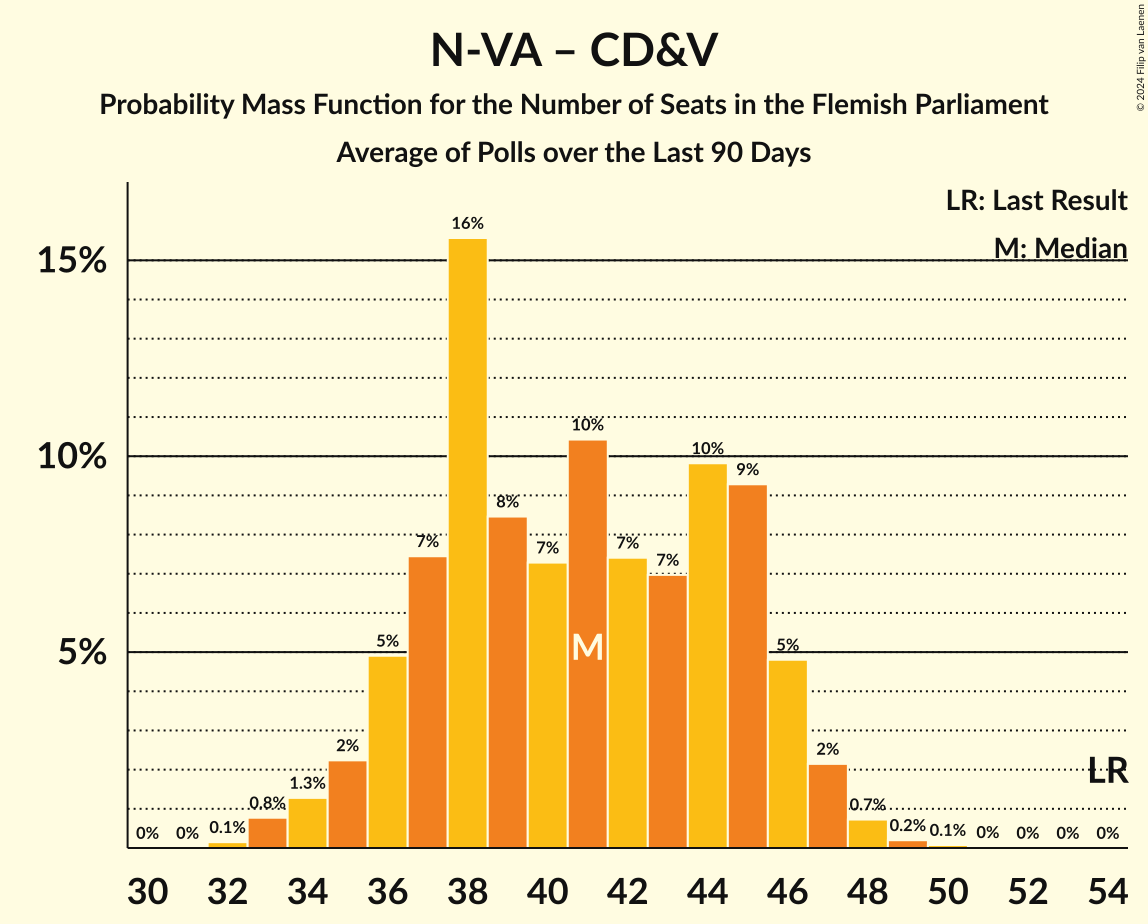 N-VA – CD&V
Probability Mass Function for the Number of Seats in the Flemish Parliament
Average of Polls over the Last 90 Days
© 2024 Filip van Laenen
LR: Last Result
M: Median
15%
10%
5%
0% 0% 0.1% 0.8% 1.3% 2% 5% 7% 16% 8% 7% 10% 7% 7% 10% 9% 5% 2% 0.7% 0.2% 0.1% 0% 0% 0% 0%
M
LR
30 32 34 36 38 40 42 44 46 48 50 52 54